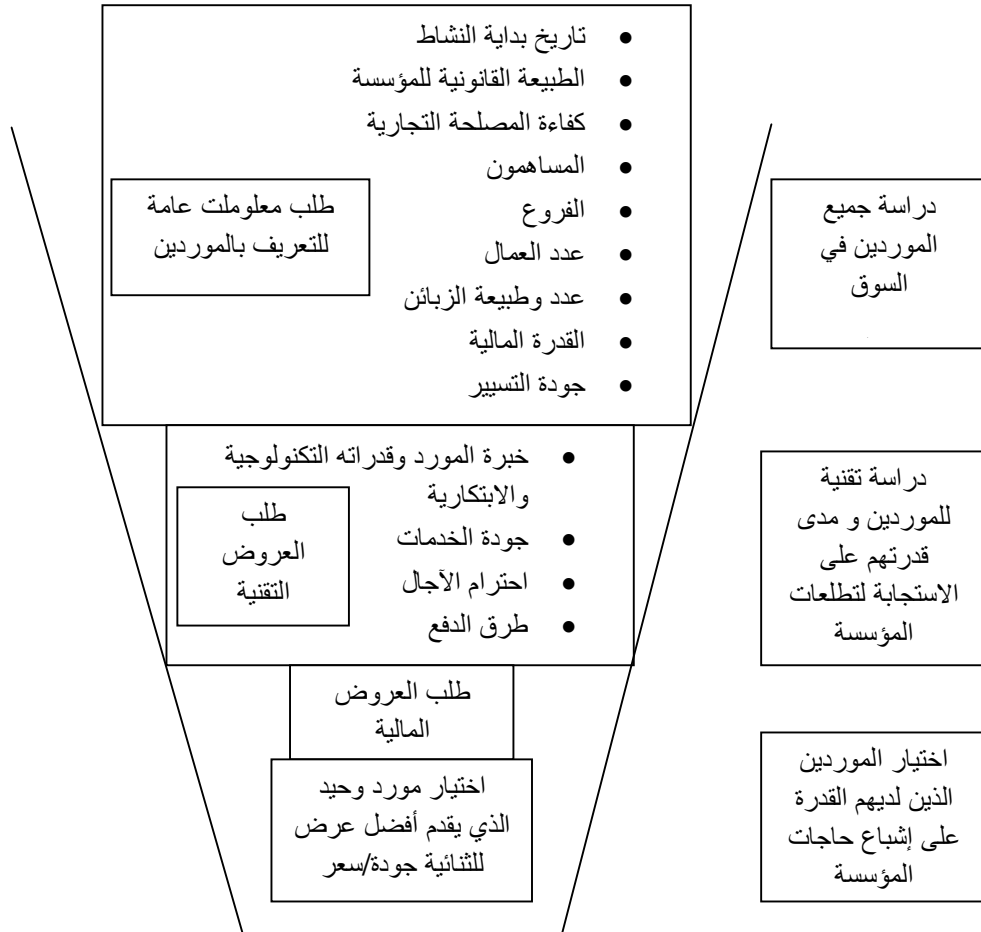 تاريخ بداية النشاط
الطبيعة القانونية للمؤسسة
كفاءة المصلحة التجارية
المساهمون
الفروع
عدد العمال
عدد وطبيعة الزبائن
القدرة المالية
جودة التسيير
طلب معلوملت عامة
للتعريف بالموردين
دراسة جميع
الموردين في
السوق
خبرة المورد وقدراته التكنولوجية
والابتكارية
جودة الخدمات
احترام الآجال
طرق الدفع
طلب
العروض
التقنية
دراسة تقنية
للموردين و مدى
قدرتهم على
الاستجابة لتطلعات
المؤسسة
طلب العروض
المالية
اختيار مورد وحيد
الذي يقدم أفضل عرض
للثنائية جودة/سعر
اختيار الموردين
الذين لديهم القدرة
على إشباع حاجات
المؤسسة